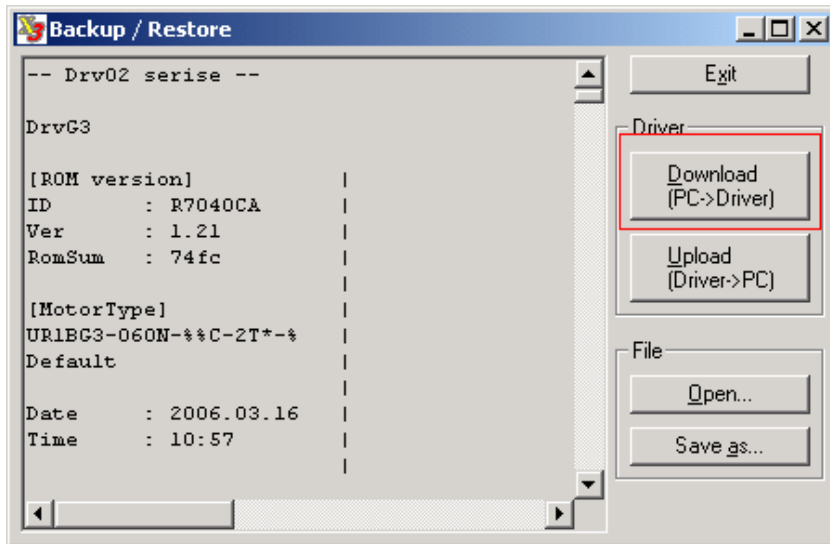 Backup / Restore
-- Drv02 serise --
DrvG3
[ROM version] |
ID : R7040CA |
Ver : 1.21 |
RomSum : 74fc |
|
[MotorType] |
UR1BG3-060N-%%C-2T*-% |
Default |
|
Date : 2006.03.16 |
Time : 10:57 |
|
Exit
Driver
Download
(PC->Driver)
Upload
(Driver->PC)
File
Open...
Save as...